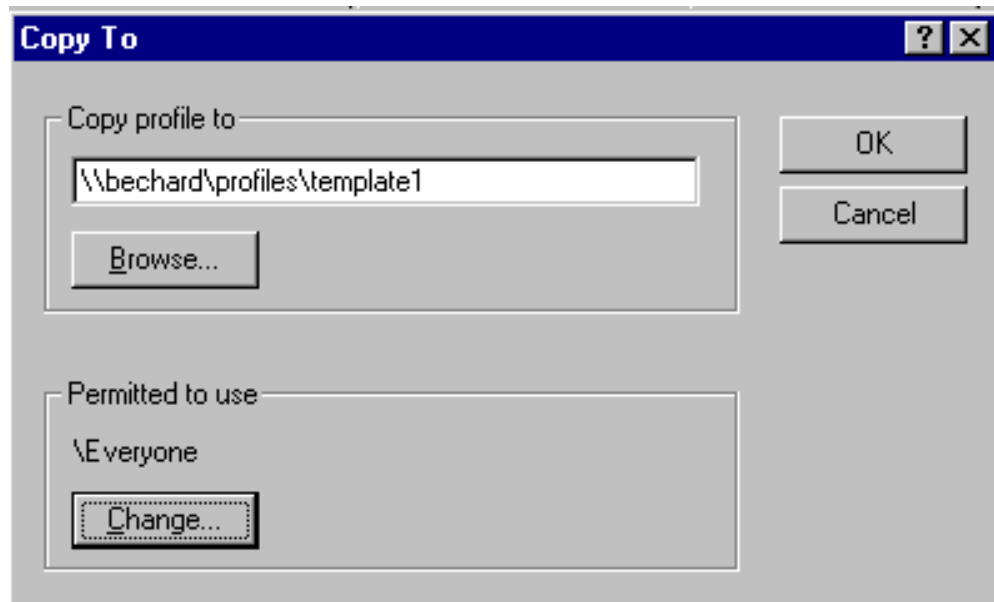 Copy To
Copy profile to
OK
\\bechard\profiles\template1
Cancel
Browse...
Permitted to use
\Everyone
Change...